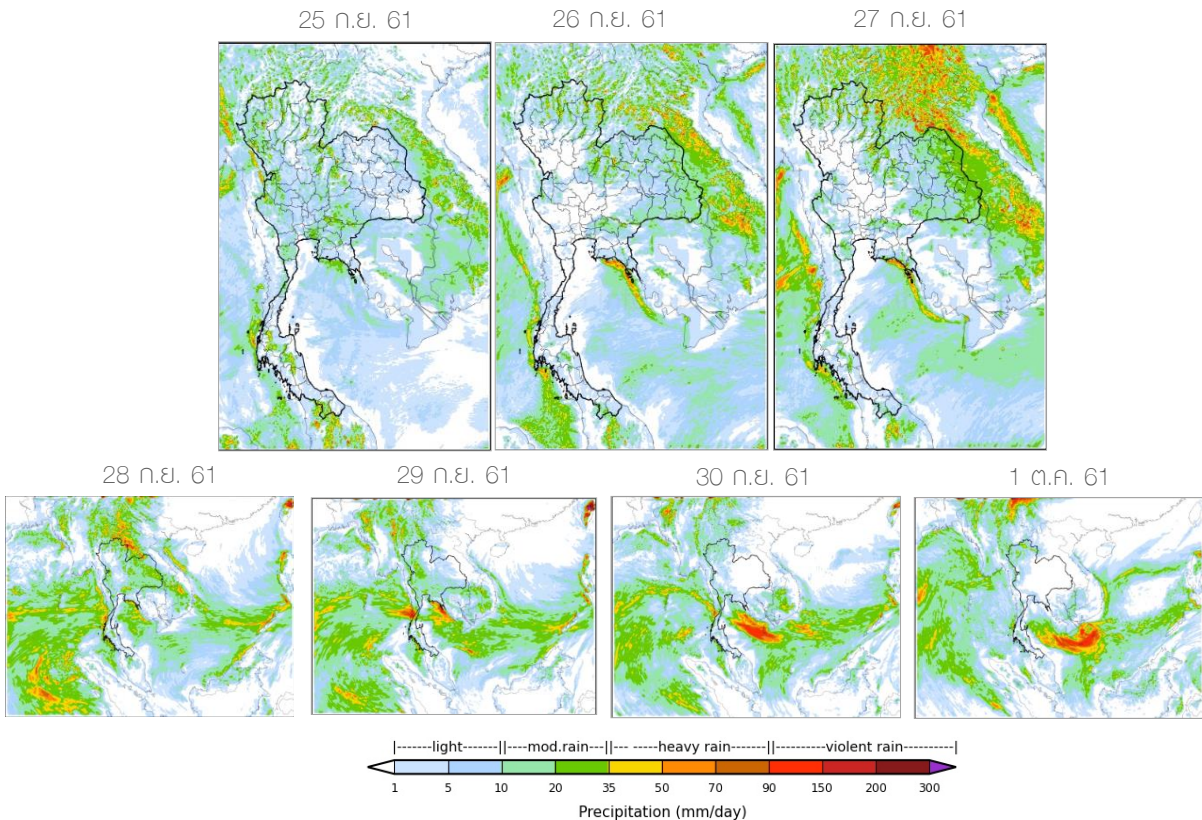 25 ก.ย. 61
26 ก.ย. 61
27 ก.ย. 61
28 ก.ย. 61
29 ก.ย. 61
30 ก.ย. 61
1 ต.ค. 61
|-------light-------||----mod.rain---||--- -----heavy rain-------||---------violent rain---------|
1 5 10 20 35 50 70 90 150 200 300
Precipitation (mm/day)